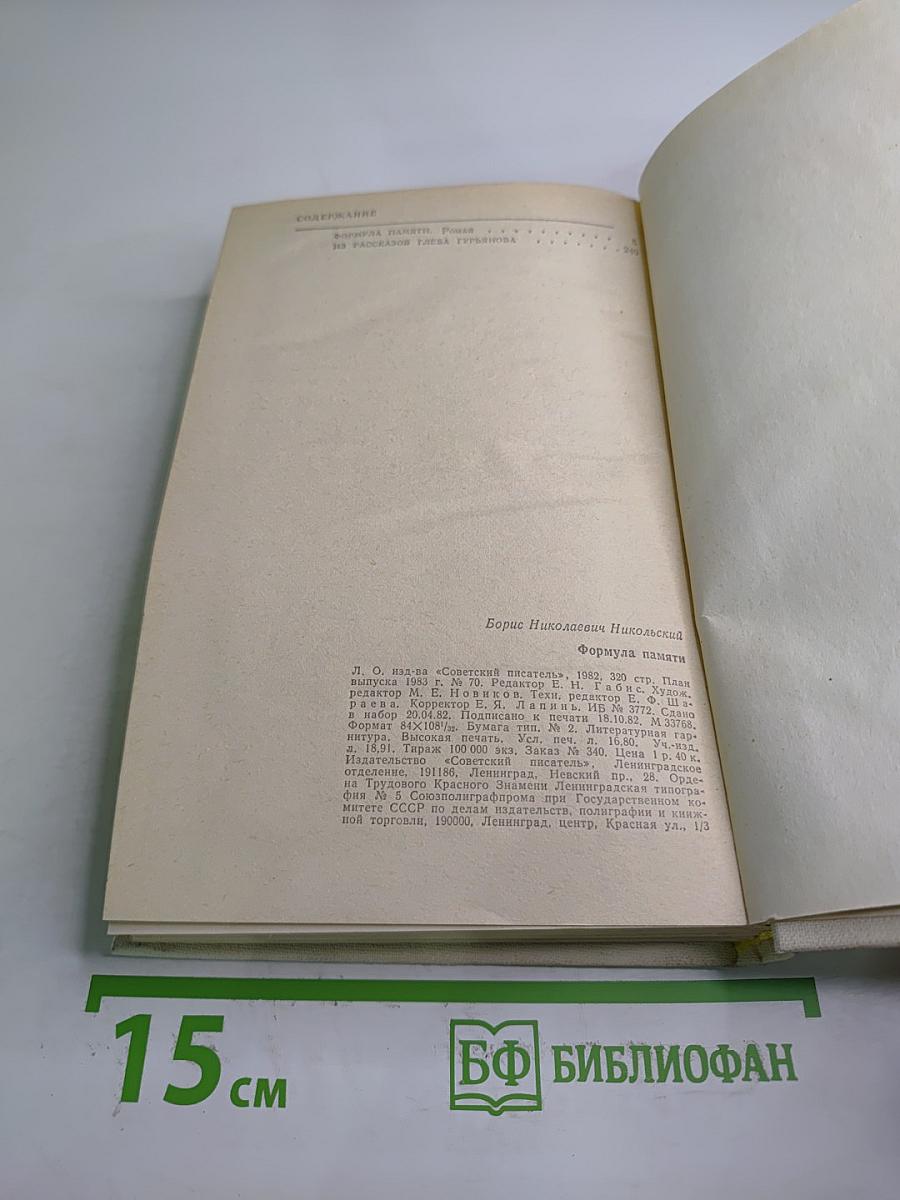 СОДЕРЖАНИЕ
ФОРМУЛА ПАМЯТИ. Роман . . . . . . . . . . 5
ИЗ РАССКАЗОВ ГЛЕБА ГУРЬЯНОВА . . . . . . . 249
Борис Николаевич Никольский
Формула памяти
Л. О. изд-ва «Советский писатель», 1982, 320 стр. План
выпуска 1983 г. № 70. Редактор Е. Н. Габис. Худож.
редактор М. Е. Новиков. Техн. редактор Е. Ф. Ша-
раева. Корректор Е. Я. Лапинь. ИБ № 3772. Сдано
в набор 20.04.82. Подписано к печати 18.10.82. М 33768.
Формат 84×108¹/₃₂. Бумага тип. № 2. Литературная гар-
нитура. Высокая печать. Усл. печ. л. 16,80. Уч.-изд.
л. 18,91. Тираж 100 000 экз. Заказ № 340. Цена 1 р. 40 к.
Издательство «Советский писатель», Ленинградское
отделение, 191186, Ленинград, Невский пр., 28. Орде-
на Трудового Красного Знамени Ленинградская типогра-
фия № 5 Союзполиграфпрома при Государственном ко-
митете СССР по делам издательств, полиграфии и книж-
ной торговли, 190000, Ленинград, центр, Красная ул., 1/3
15 см
БФ БИБЛИОФАН